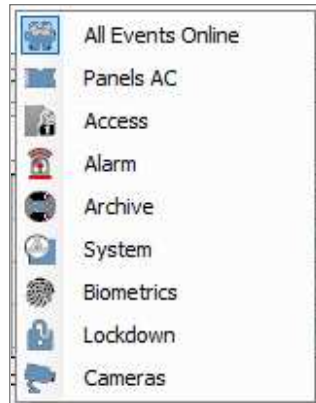 All Events Online
Panels AC
Access
Alarm
Archive
System
Biometrics
Lockdown
Cameras